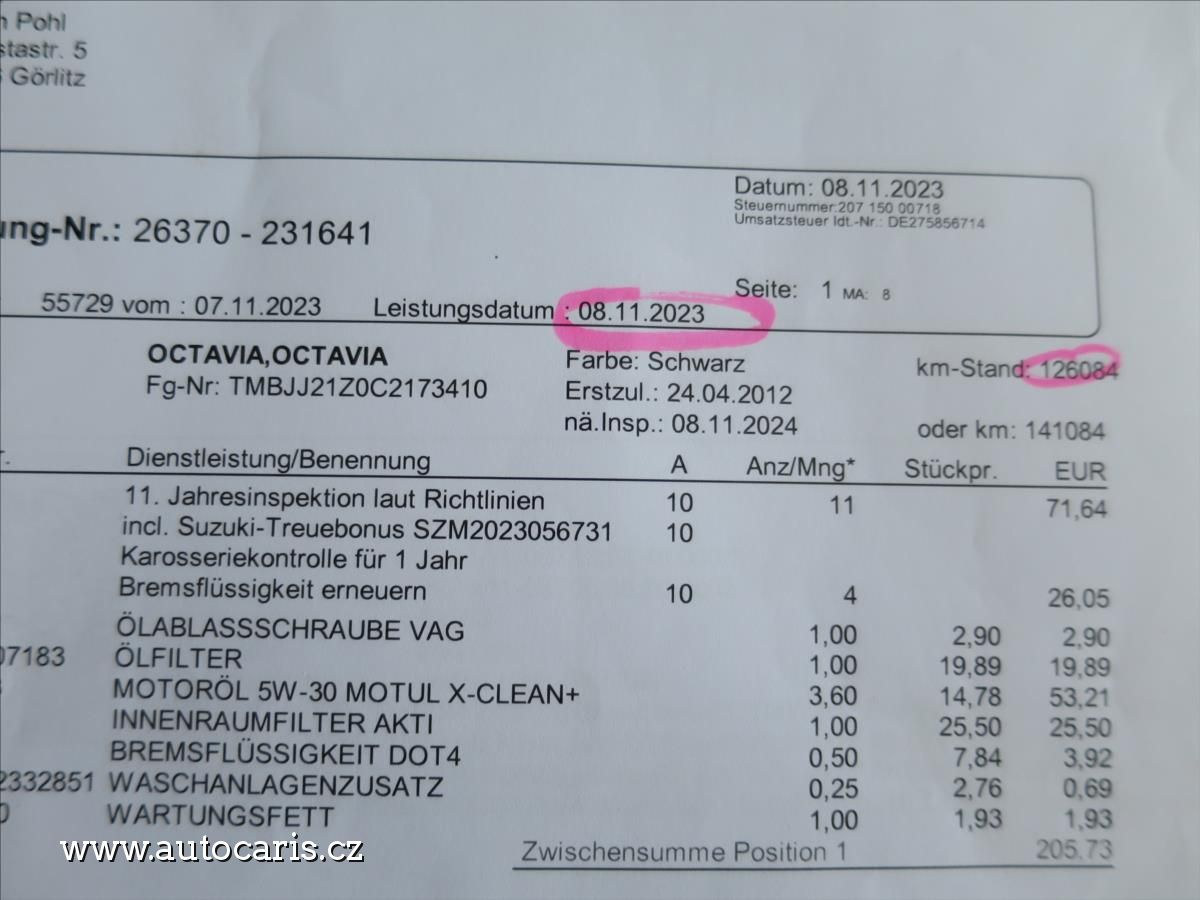 Pohl
stastr. 5
Görlitz
Datum: 08.11.2023
Steuernummer:207 150 00718
Umsatzsteuer Idt.-Nr.: DE275856714
ung-Nr.: 26370 - 231641
Seite: 1 MA: 8
55729 vom : 07.11.2023 Leistungsdatum : 08.11.2023
OCTAVIA,OCTAVIA Farbe: Schwarz km-Stand: 126084
Fg-Nr: TMBJJ21Z0C2173410 Erstzul.: 24.04.2012
nä.Insp.: 08.11.2024 oder km: 141084
Dienstleistung/Benennung A Anz/Mng* Stückpr. EUR
11. Jahresinspektion laut Richtlinien 10 11 71,64
incl. Suzuki-Treuebonus SZM2023056731 10
Karosseriekontrolle für 1 Jahr
Bremsflüssigkeit erneuern 10 4 26,05
ÖLABLASSSCHRAUBE VAG 1,00 2,90 2,90
07183 ÖLFILTER 1,00 19,89 19,89
MOTORÖL 5W-30 MOTUL X-CLEAN+ 3,60 14,78 53,21
INNENRAUMFILTER AKTI 1,00 25,50 25,50
BREMSFLÜSSIGKEIT DOT4 0,50 7,84 3,92
2332851 WASCHANLAGENZUSATZ 0,25 2,76 0,69
0 WARTUNGSFETT 1,00 1,93 1,93
Zwischensumme Position 1 205,73
www.autocaris.cz